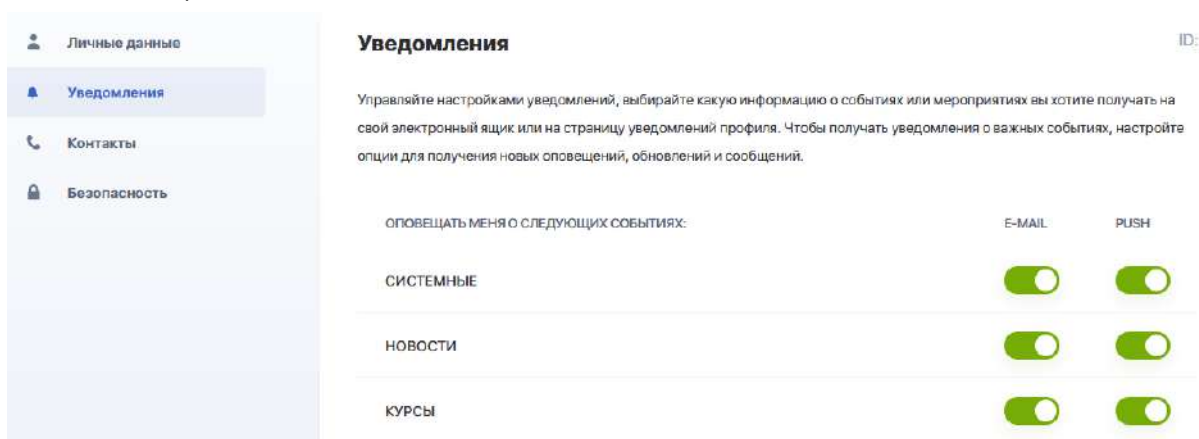 Личные данные
Уведомления
Контакты
Безопасность
Уведомления
ID:
Управляйте настройками уведомлений, выбирайте какую информацию о событиях или мероприятиях вы хотите получать на
свой электронный ящик или на страницу уведомлений профиля. Чтобы получать уведомления о важных событиях, настройте
опции для получения новых оповещений, обновлений и сообщений.
ОПОВЕЩАТЬ МЕНЯ О СЛЕДУЮЩИХ СОБЫТИЯХ: E-MAIL PUSH
СИСТЕМНЫЕ
НОВОСТИ
КУРСЫ